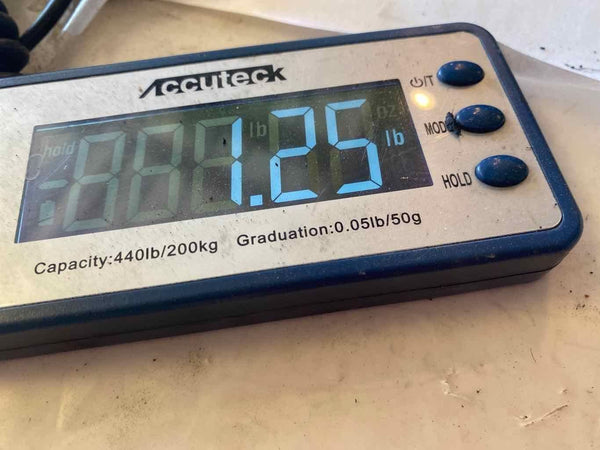 Accuteck
⏻/T
MODE
HOLD
hold
lb
oz
1.25 lb
Capacity:440lb/200kg Graduation:0.05lb/50g